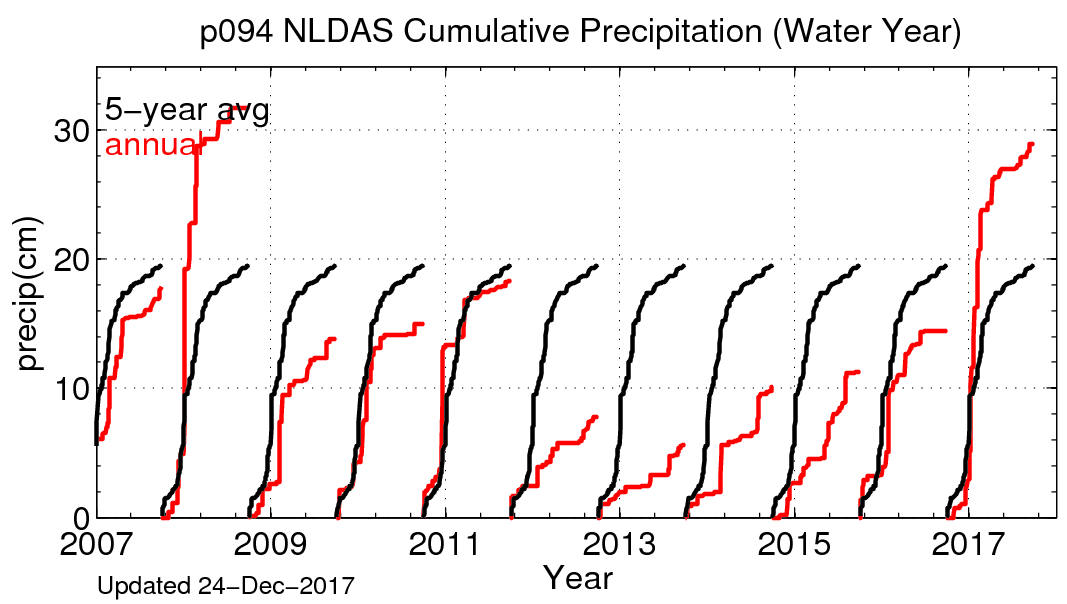 p094 NLDAS Cumulative Precipitation (Water Year)
5−year avg
annual
30
20
10
0
precip(cm)
2007 2009 2011 2013 2015 2017
Year
Updated 24−Dec−2017